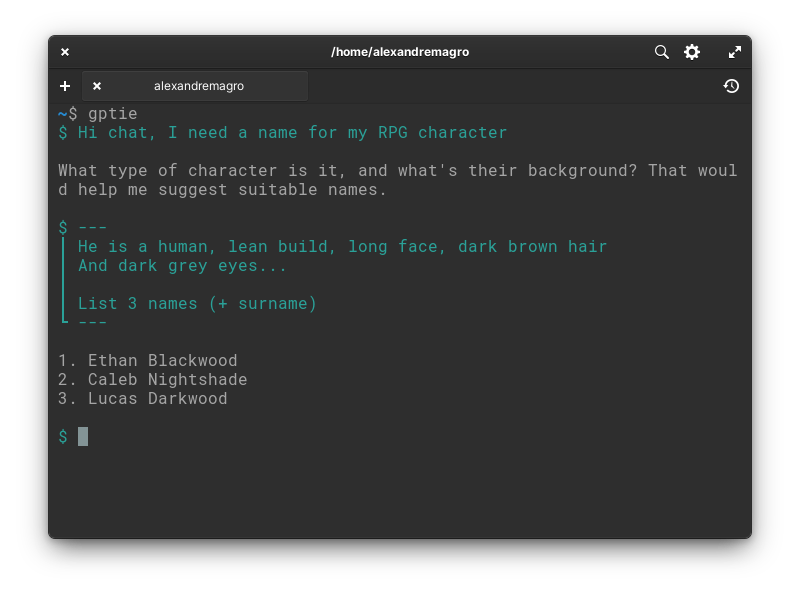 /home/alexandremagro
alexandremagro
~$ gptie
$ Hi chat, I need a name for my RPG character
What type of character is it, and what's their background? That woul
d help me suggest suitable names.
$ ---
He is a human, lean build, long face, dark brown hair
And dark grey eyes...
List 3 names (+ surname)
---
1. Ethan Blackwood
2. Caleb Nightshade
3. Lucas Darkwood
$